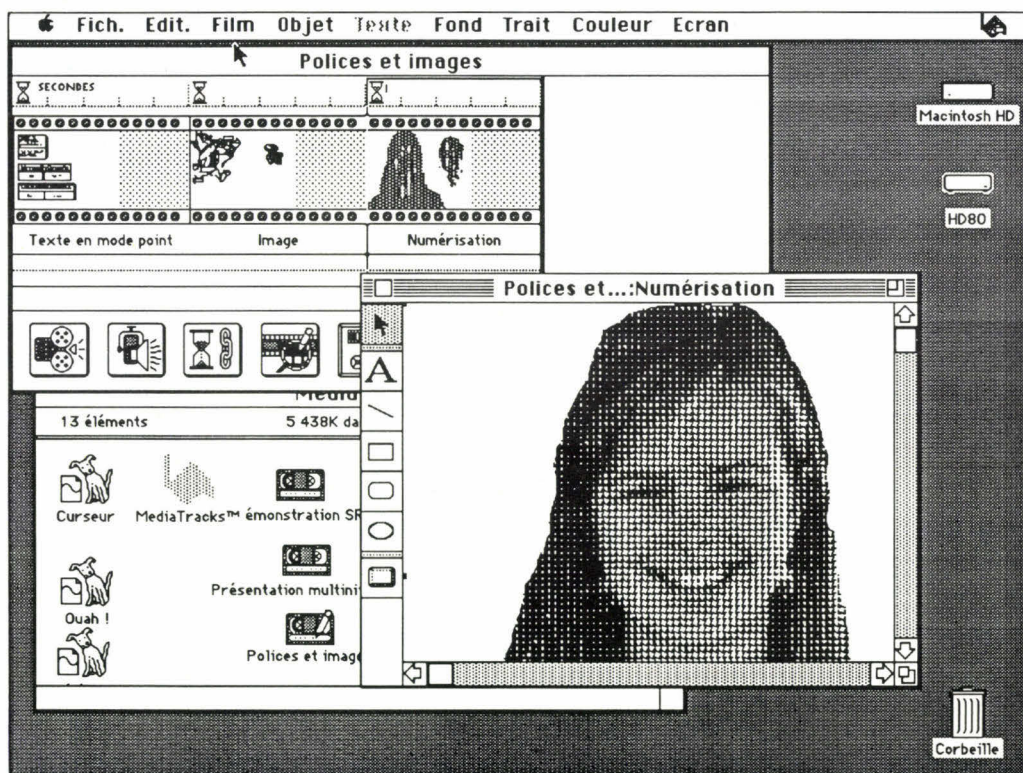 Fich. Edit. Film Objet Texte Fond Trait Couleur Ecran
Polices et images
SECONDES
1
Texte en mode point Image Numérisation
Macintosh HD
HD80
Polices et...:Numérisation
A
13 éléments 5 438K da
Curseur MediaTracks™ émonstration SR
Présentation multini
Ouah !
Polices et image
Corbeille